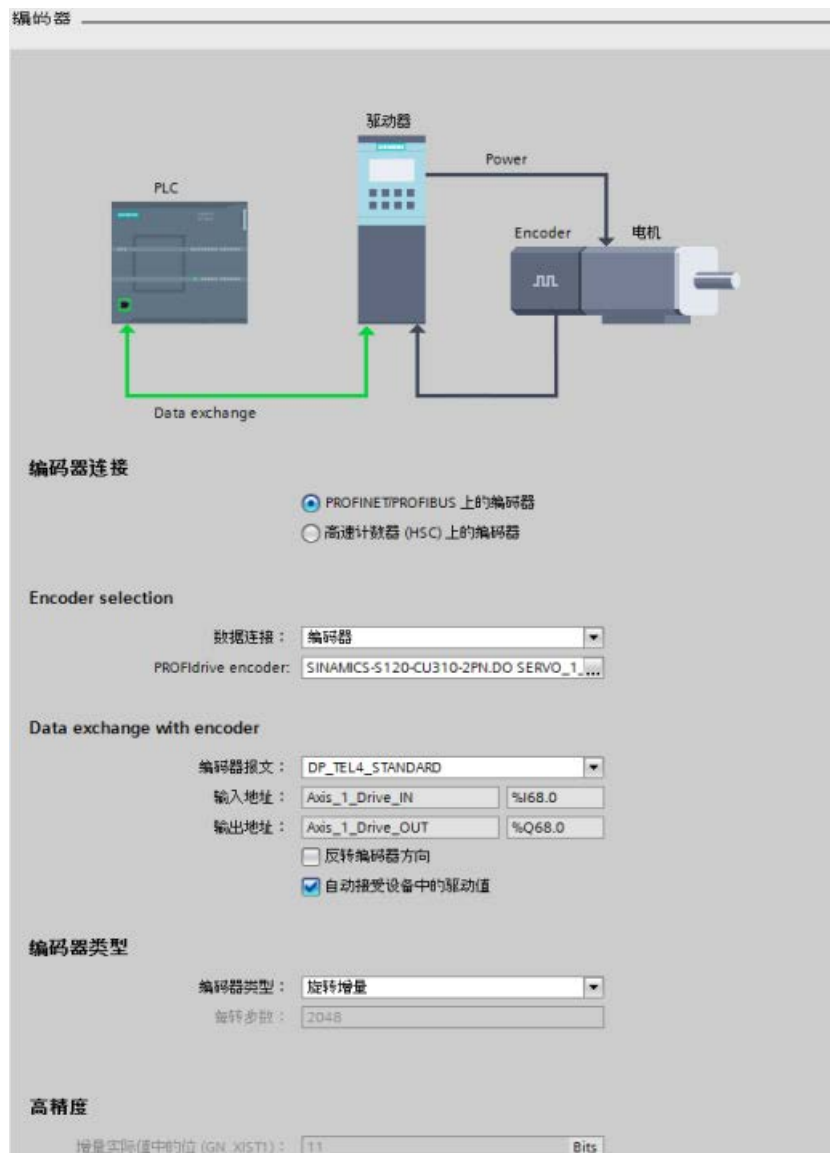 编码器
驱动器
Power
PLC
Encoder
电机
SIEMENS
Data exchange
编码器连接
PROFINET/PROFIBUS 上的编码器
高速计数器 (HSC) 上的编码器
Encoder selection
数据连接： 编码器
PROFIdrive encoder: SINAMICS-S120-CU310-2PN.DO SERVO_1_ ...
Data exchange with encoder
编码器报文： DP_TEL4_STANDARD
输入地址： Axis_1_Drive_IN %I68.0
输出地址： Axis_1_Drive_OUT %Q68.0
反转编码器方向
自动接受设备中的驱动值
编码器类型
编码器类型： 旋转增量
每转步数： 2048
高精度
增量实际值中的位 (GN_XIST1)： 11 Bits